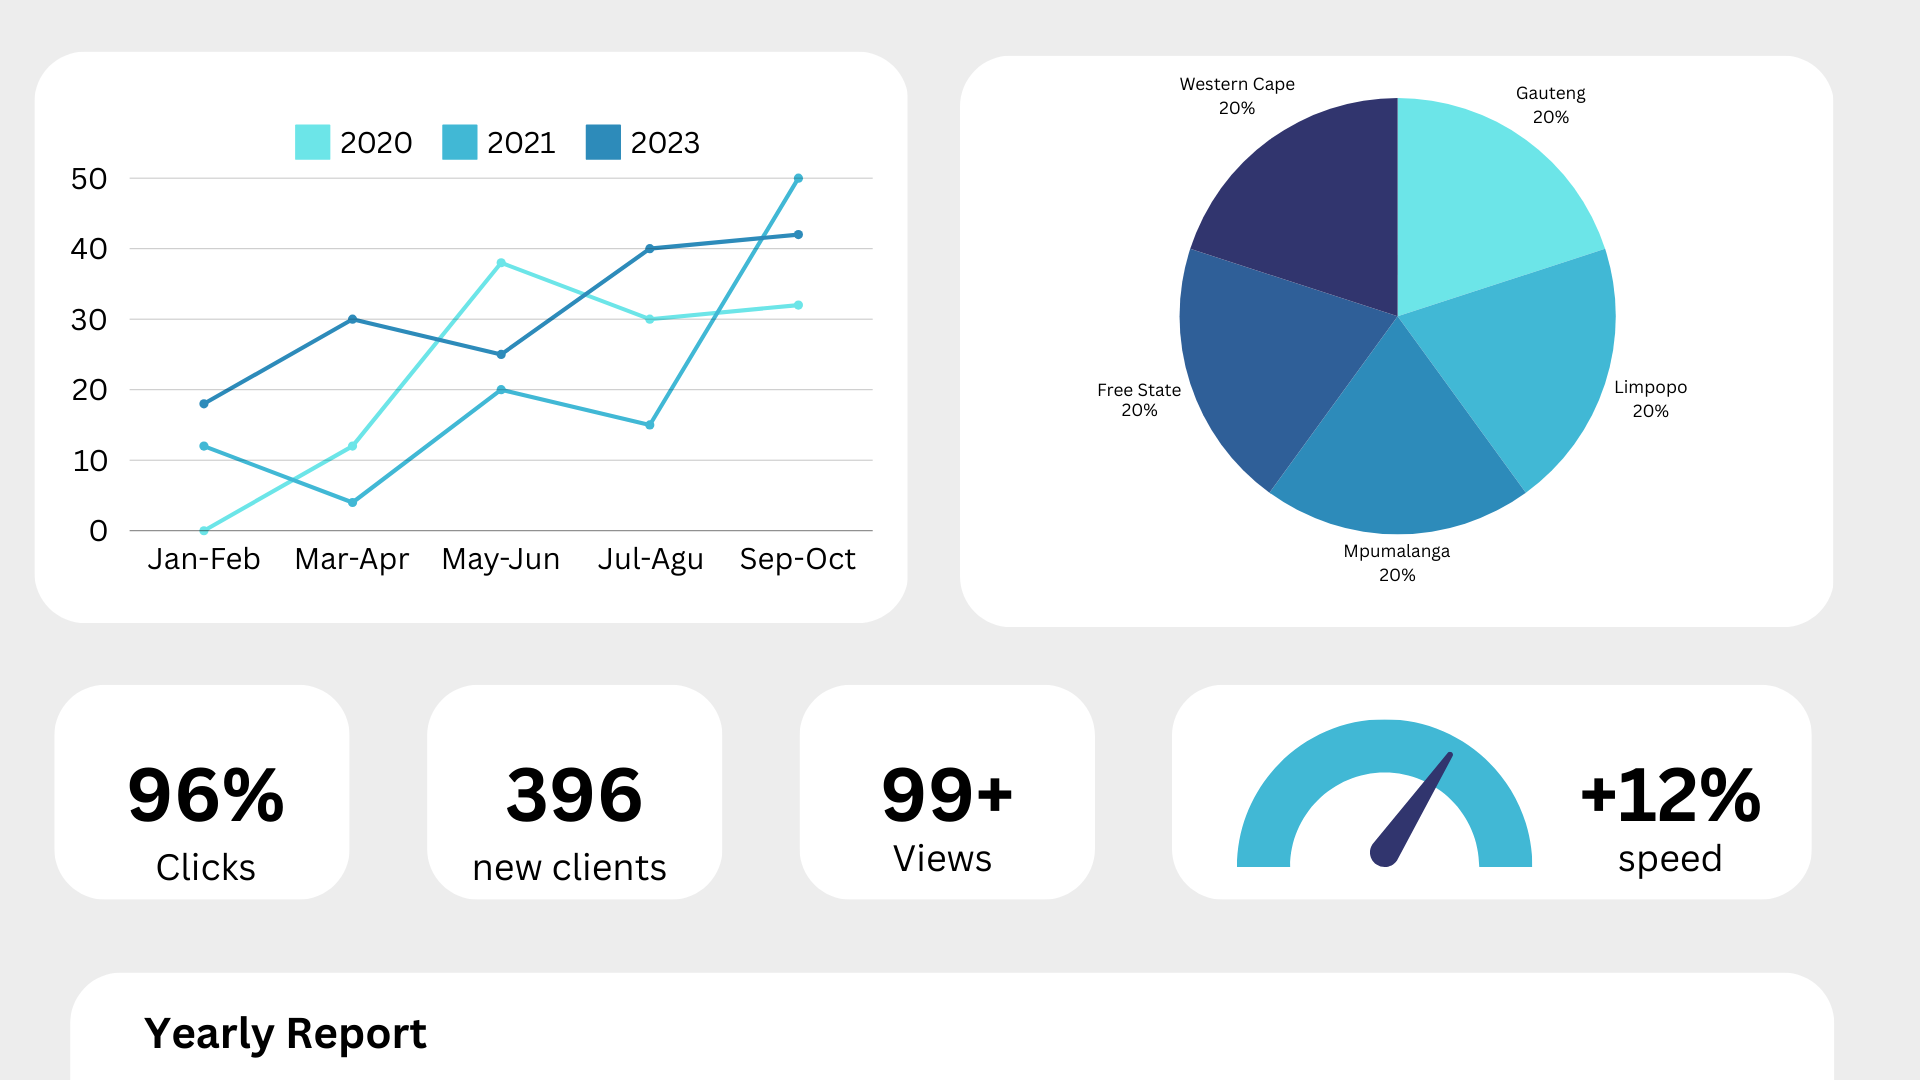 2020 2021 2023
50
40
30
20
10
0
Jan-Feb Mar-Apr May-Jun Jul-Agu Sep-Oct
Western Cape
20%
Gauteng
20%
Free State
20%
Limpopo
20%
Mpumalanga
20%
96%
Clicks
396
new clients
99+
Views
+12%
speed
Yearly Report